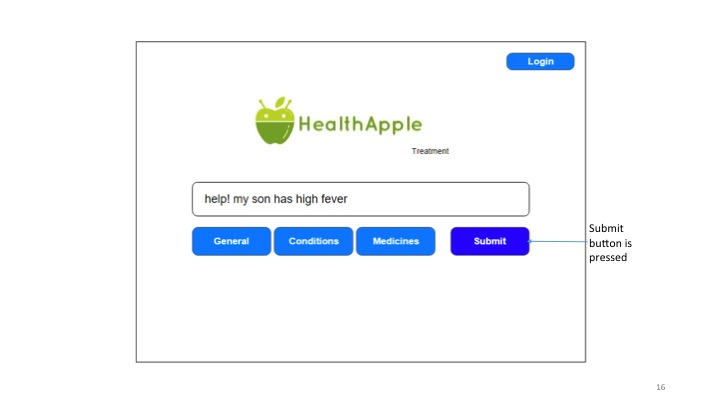 Login
HealthApple
Treatment
help! my son has high fever
General
Conditions
Medicines
Submit
Submit
button is
pressed
16